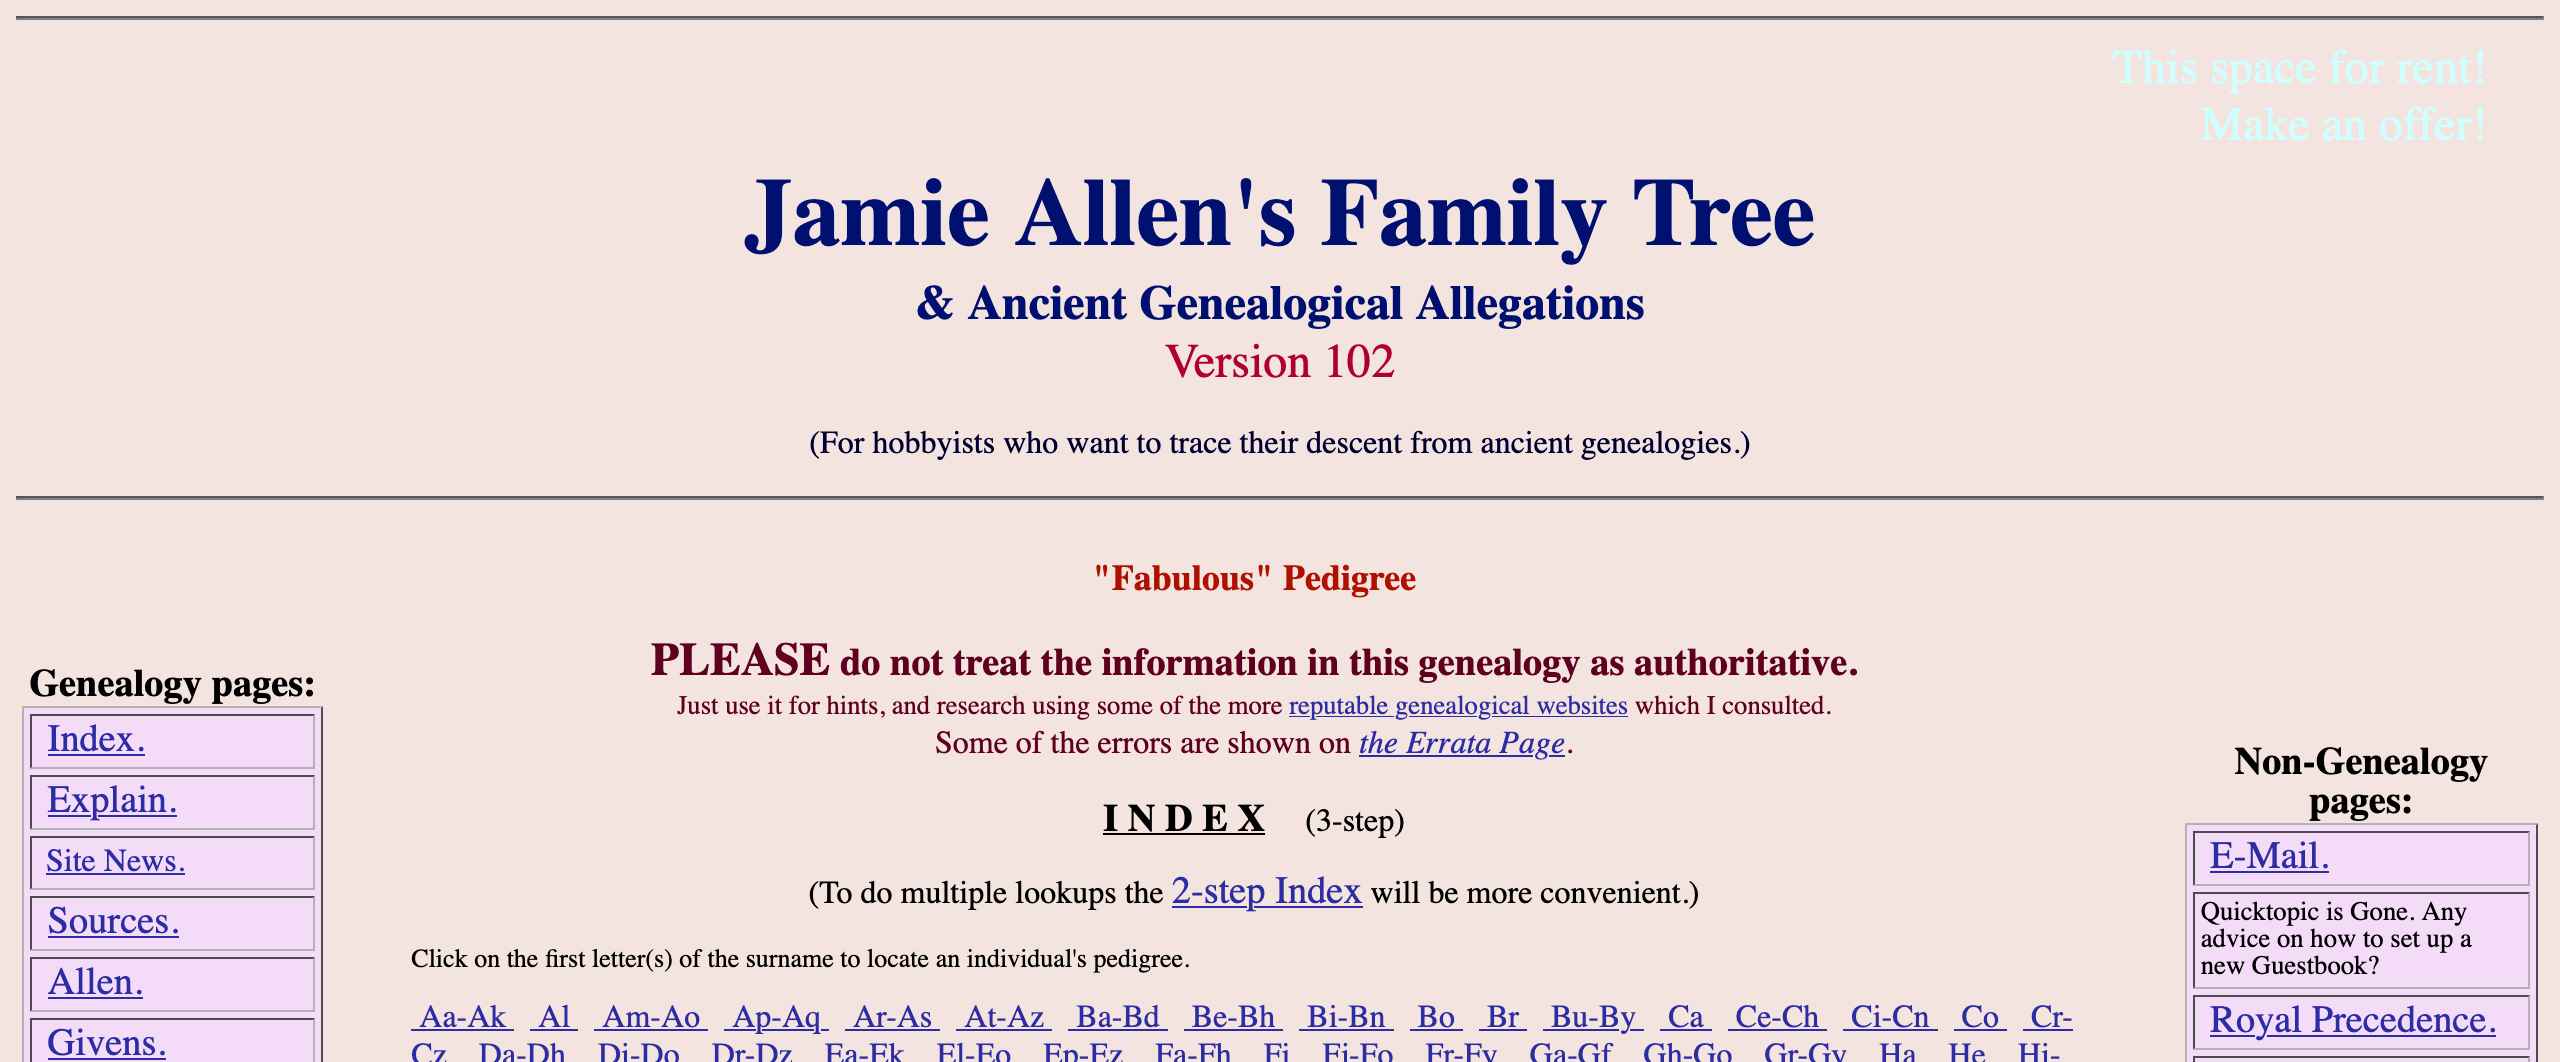 This space for rent!
Make an offer!
Jamie Allen's Family Tree
& Ancient Genealogical Allegations
Version 102
(For hobbyists who want to trace their descent from ancient genealogies.)
"Fabulous" Pedigree
PLEASE do not treat the information in this genealogy as authoritative.
Just use it for hints, and research using some of the more reputable genealogical websites which I consulted.
Some of the errors are shown on the Errata Page.
I N D E X (3-step)
(To do multiple lookups the 2-step Index will be more convenient.)
Click on the first letter(s) of the surname to locate an individual's pedigree.
Aa-Ak Al Am-Ao Ap-Aq Ar-As At-Az Ba-Bd Be-Bh Bi-Bn Bo Br Bu-By Ca Ce-Ch Ci-Cn Co Cr-
Cz Da-Dh Di-Do Dr-Dz Ea-Ek El-Eo Ep-Ez Fa-Fh Fi Fj-Fo Fr-Fy Ga-Gf Gh-Go Gr-Gy Ha He Hi-
Genealogy pages:
Index.
Explain.
Site News.
Sources.
Allen.
Givens.
Non-Genealogy
pages:
E-Mail.
Quicktopic is Gone. Any
advice on how to set up a
new Guestbook?
Royal Precedence.